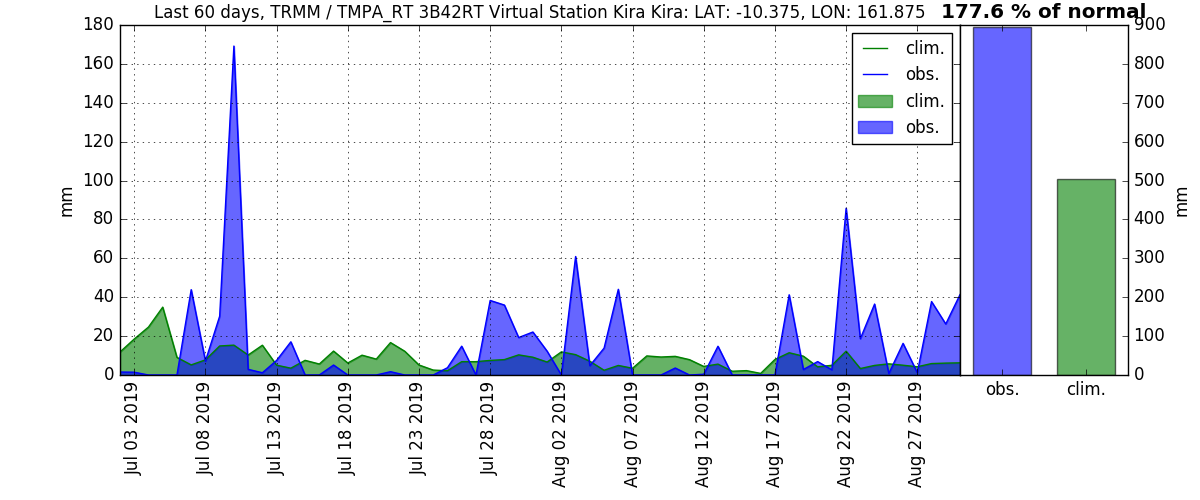 Last 60 days, TRMM / TMPA_RT 3B42RT Virtual Station Kira Kira: LAT: -10.375, LON: 161.875 177.6 % of normal
180
160
140
120
100
80
60
40
20
0
mm
clim.
obs.
clim.
obs.
900
800
700
600
500
400
300
200
100
0
mm
Jul 03 2019
Jul 08 2019
Jul 13 2019
Jul 18 2019
Jul 23 2019
Jul 28 2019
Aug 02 2019
Aug 07 2019
Aug 12 2019
Aug 17 2019
Aug 22 2019
Aug 27 2019
obs.
clim.